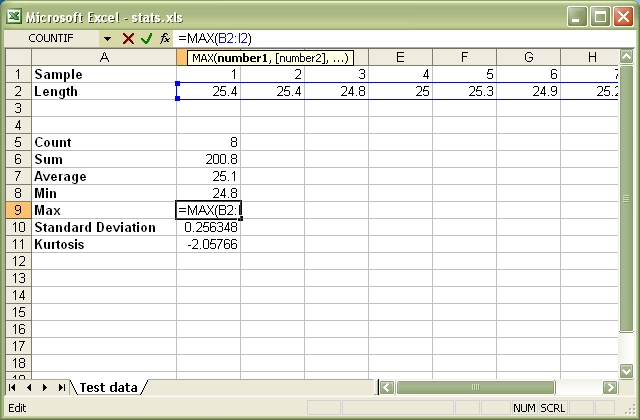 Microsoft Excel - stats.xls
COUNTIF =MAX(B2:I2)
MAX(number1, [number2], ...)
A E F G H
1 Sample 1 2 3 4 5 6 7
2 Length 25.4 25.4 24.8 25 25.3 24.9 25.2
3
4
5 Count 8
6 Sum 200.8
7 Average 25.1
8 Min 24.8
9 Max =MAX(B2:I
10 Standard Deviation 0.256348
11 Kurtosis -2.05766
12
13
14
15
16
17
18
Test data
Edit NUM SCRL